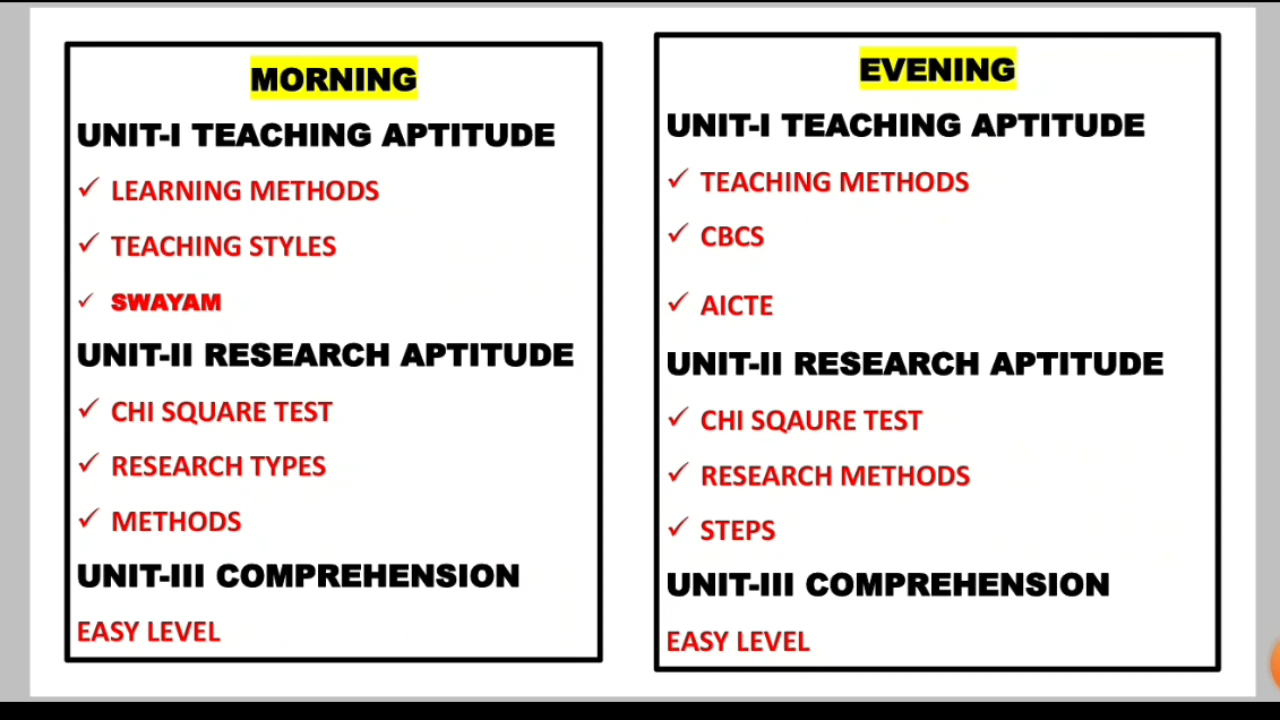 MORNING
UNIT-I TEACHING APTITUDE
✓ LEARNING METHODS
✓ TEACHING STYLES
✓ SWAYAM
UNIT-II RESEARCH APTITUDE
✓ CHI SQUARE TEST
✓ RESEARCH TYPES
✓ METHODS
UNIT-III COMPREHENSION
EASY LEVEL
EVENING
UNIT-I TEACHING APTITUDE
✓ TEACHING METHODS
✓ CBCS
✓ AICTE
UNIT-II RESEARCH APTITUDE
✓ CHI SQAURE TEST
✓ RESEARCH METHODS
✓ STEPS
UNIT-III COMPREHENSION
EASY LEVEL